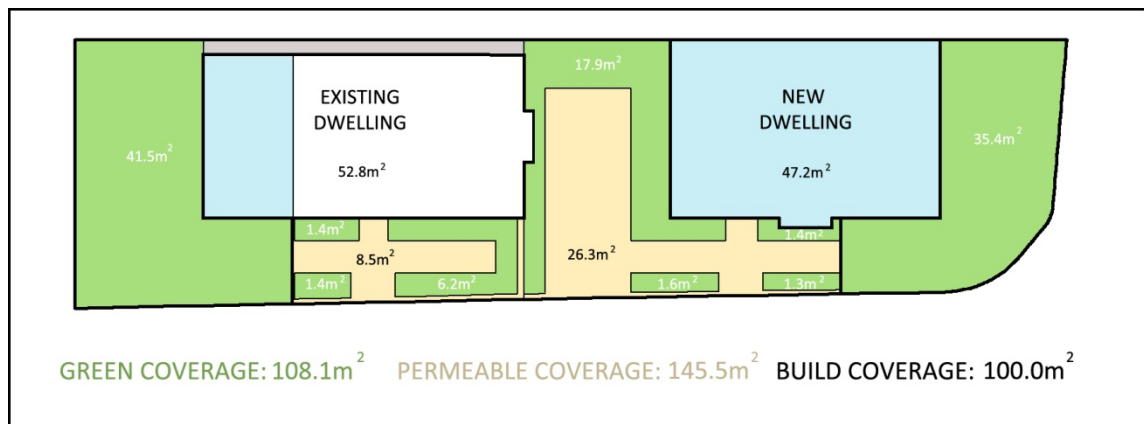 17.9m²
EXISTING
DWELLING
NEW
DWELLING
41.5m²
35.4m²
52.8m²
47.2m²
1.4m²
1.4m²
8.5m²
26.3m²
1.4m²
6.2m²
1.6m²
1.3m²
GREEN COVERAGE: 108.1m² PERMEABLE COVERAGE: 145.5m² BUILD COVERAGE: 100.0m²